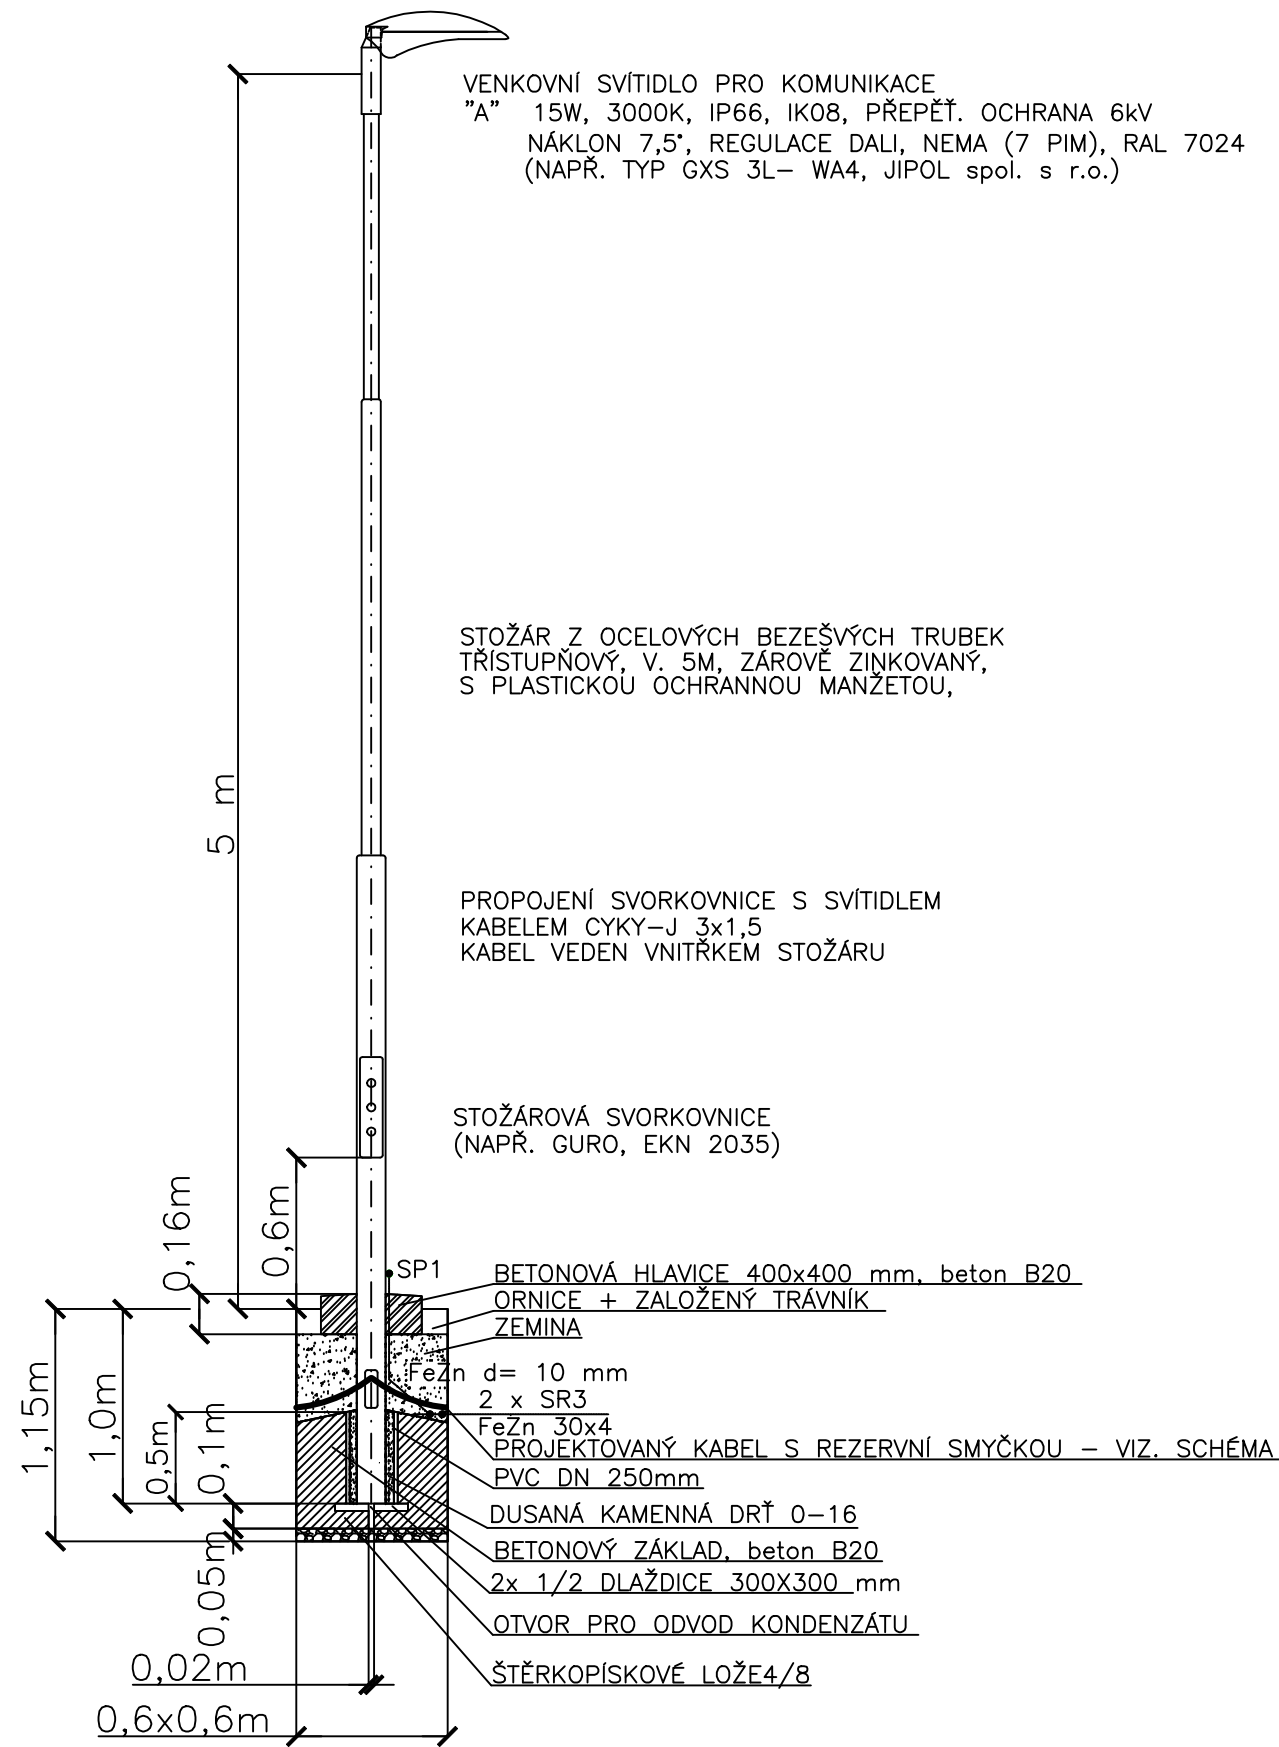 VENKOVNÍ SVÍTIDLO PRO KOMUNIKACE
"A" 15W, 3000K, IP66, IK08, PŘEPĚŤ. OCHRANA 6kV
NÁKLON 7,5°, REGULACE DALI, NEMA (7 PIM), RAL 7024
(NAPŘ. TYP GXS 3L– WA4, JIPOL spol. s r.o.)
STOŽÁR Z OCELOVÝCH BEZEŠVÝCH TRUBEK
TŘÍSTUPŇOVÝ, V. 5M, ZÁROVĚ ZINKOVANÝ,
S PLASTICKOU OCHRANNOU MANŽETOU,
5 m
PROPOJENÍ SVORKOVNICE S SVÍTIDLEM
KABELEM CYKY–J 3x1,5
KABEL VEDEN VNITŘKEM STOŽÁRU
STOŽÁROVÁ SVORKOVNICE
(NAPŘ. GURO, EKN 2035)
0,16m
0,6m
SP1
BETONOVÁ HLAVICE 400x400 mm, beton B20
ORNICE + ZALOŽENÝ TRÁVNÍK
ZEMINA
FeZn d= 10 mm
2 x SR3
FeZn 30x4
PROJEKTOVANÝ KABEL S REZERVNÍ SMYČKOU – VIZ. SCHÉMA
1,15m
1,0m
0,5m
0,1m
PVC DN 250mm
DUSANÁ KAMENNÁ DRŤ 0–16
BETONOVÝ ZÁKLAD, beton B20
2x 1/2 DLAŽDICE 300X300 mm
0,05m
OTVOR PRO ODVOD KONDENZÁTU
0,02m
ŠTĚRKOPÍSKOVÉ LOŽE4/8
0,6x0,6m